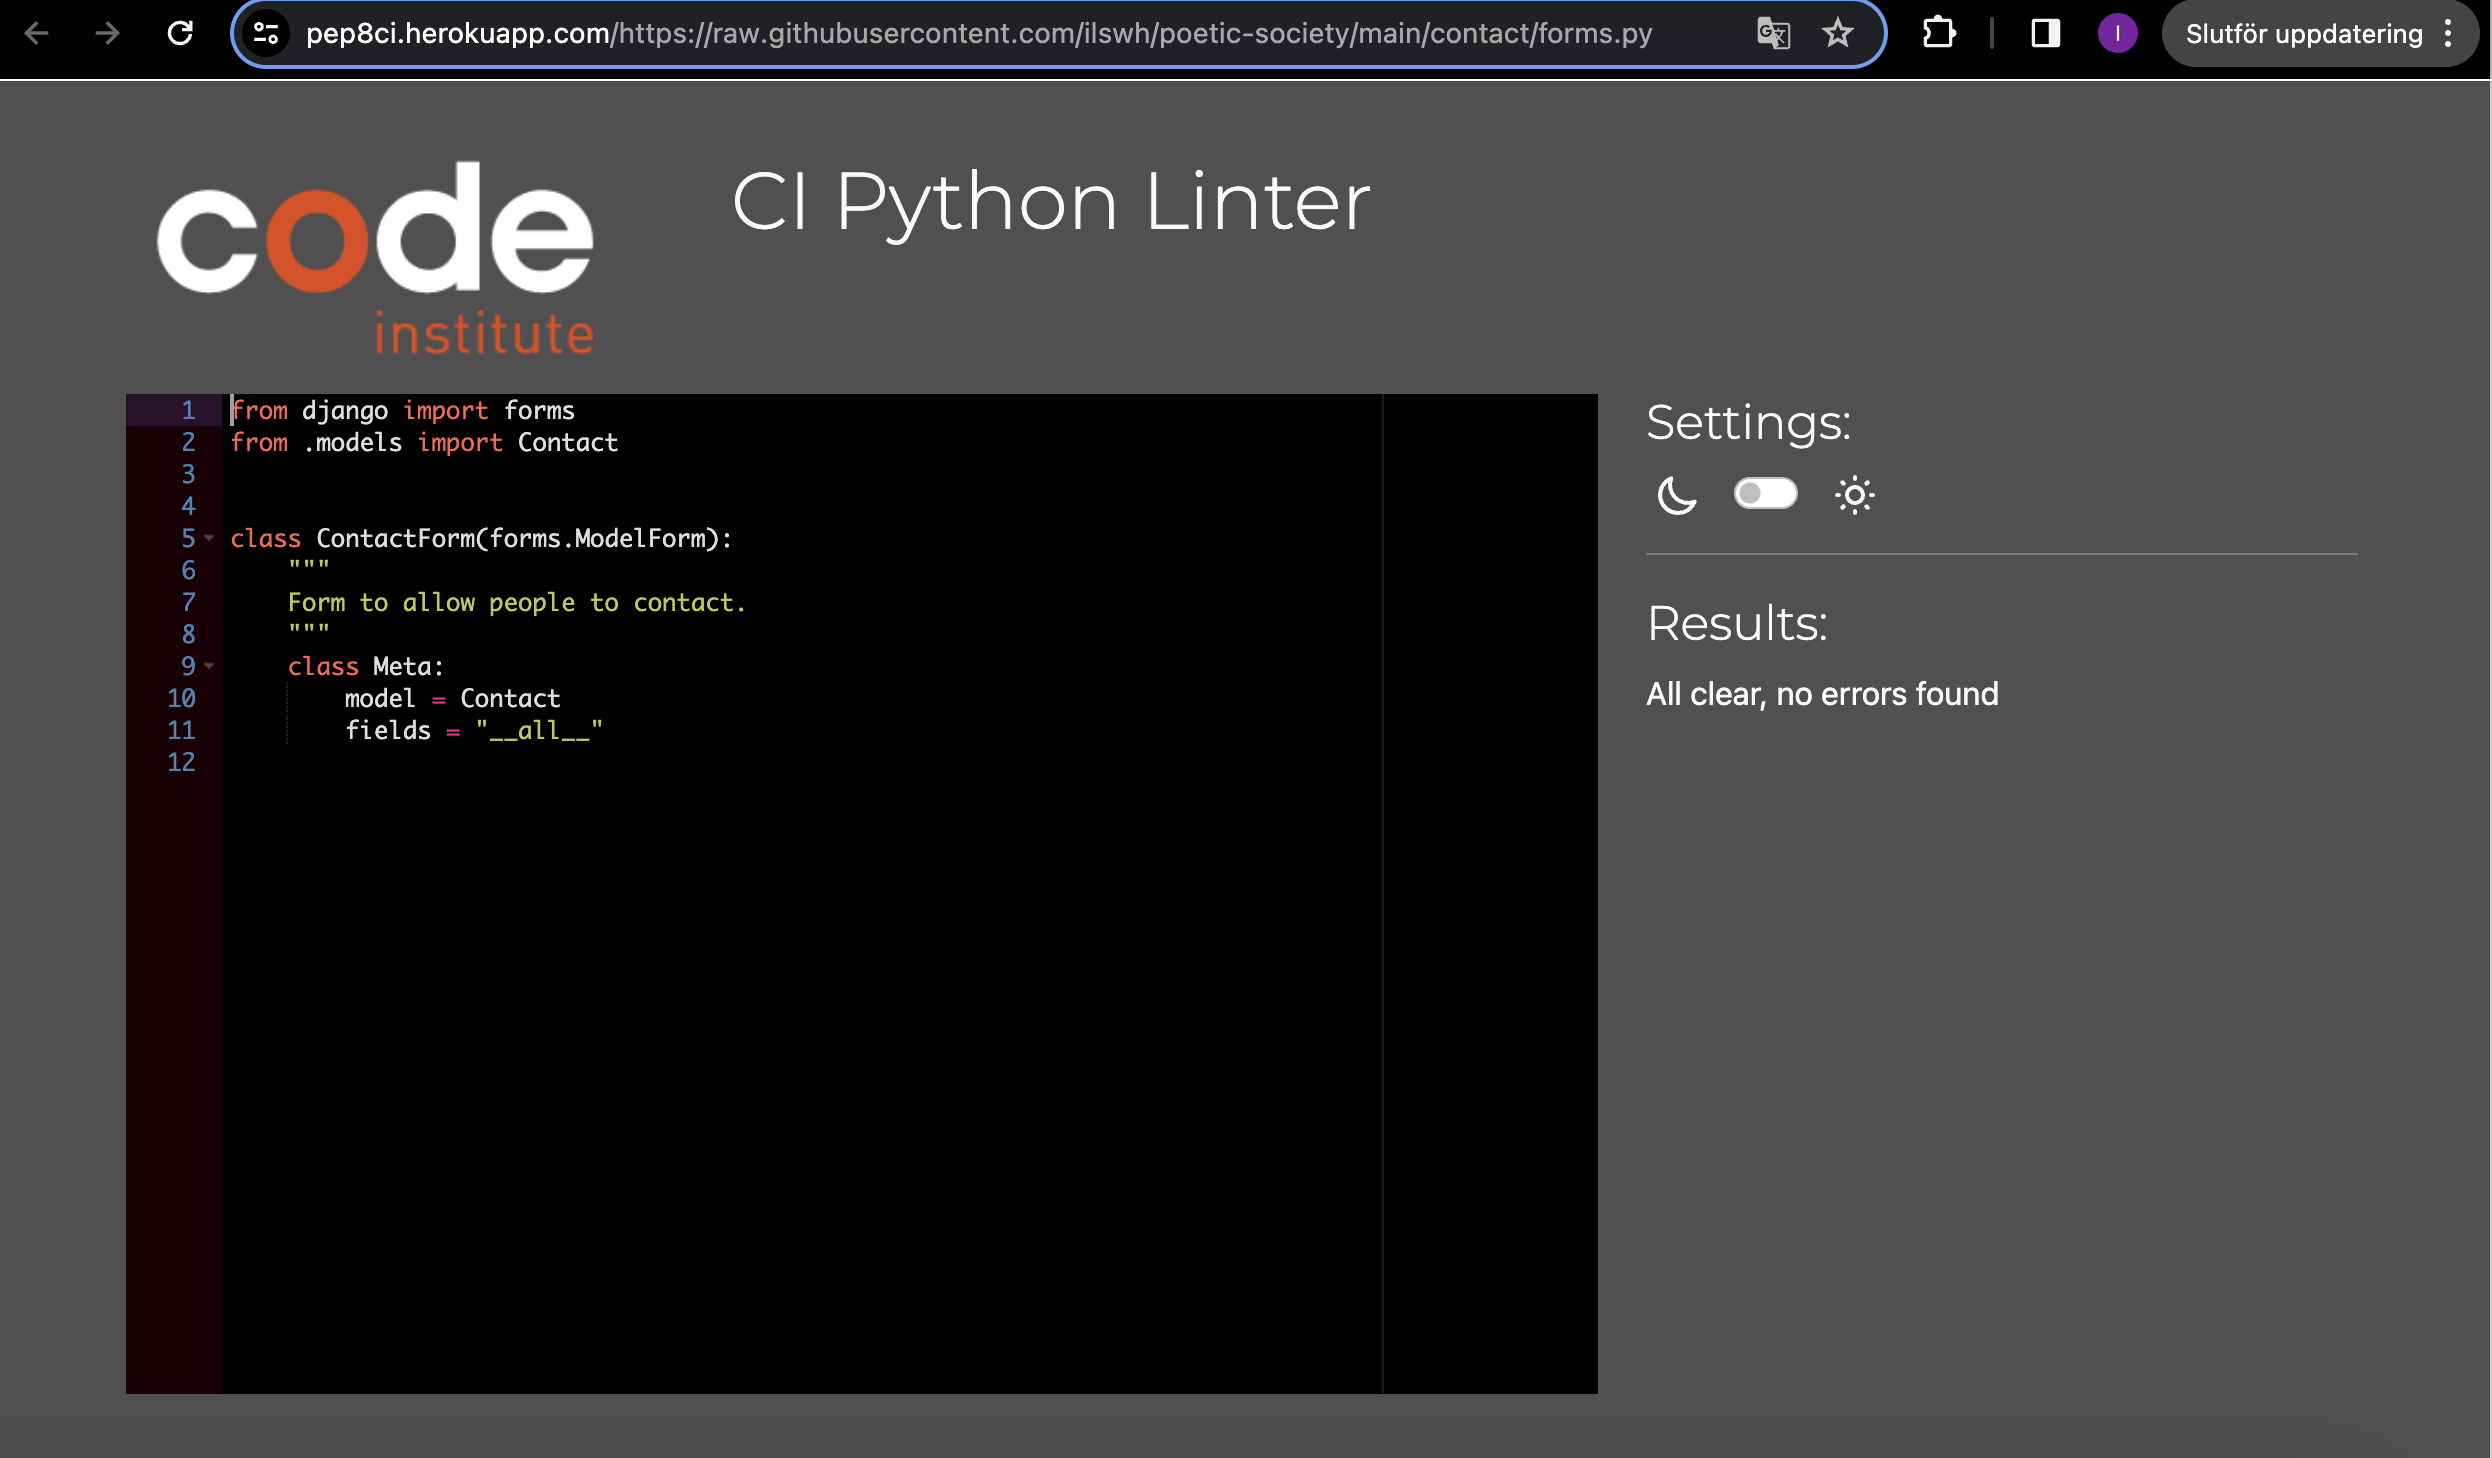 pep8ci.herokuapp.com/https://raw.githubusercontent.com/ilswh/poetic-society/main/contact/forms.py
I
Slutför uppdatering
code
institute
CI Python Linter
1 from django import forms
2 from .models import Contact
3
4
5 class ContactForm(forms.ModelForm):
6     """
7     Form to allow people to contact.
8     """
9     class Meta:
10         model = Contact
11         fields = "__all__"
12
Settings:
Results:
All clear, no errors found